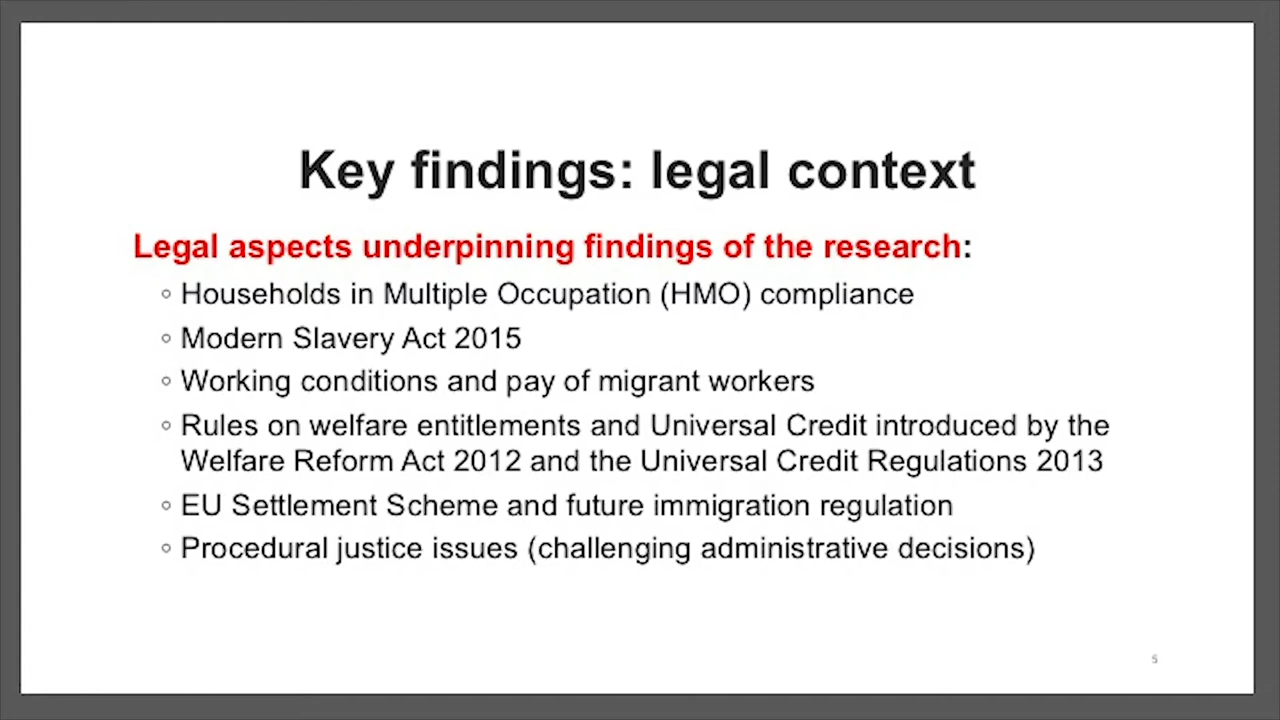 Key findings: legal context
Legal aspects underpinning findings of the research:
◦ Households in Multiple Occupation (HMO) compliance
◦ Modern Slavery Act 2015
◦ Working conditions and pay of migrant workers
◦ Rules on welfare entitlements and Universal Credit introduced by the
Welfare Reform Act 2012 and the Universal Credit Regulations 2013
◦ EU Settlement Scheme and future immigration regulation
◦ Procedural justice issues (challenging administrative decisions)
5